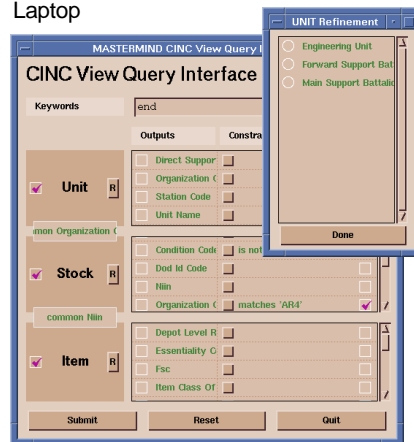 Laptop
UNIT Refinement
Engineering Unit
Forward Support Bat
Main Support Battalic
Done
MASTERMIND CINC View Query I
CINC View Query Interface
Keywords
end
Outputs
Constra
Unit
R
Direct Suppor
Organization C
Station Code
Unit Name
mon Organization C
Stock
R
Condition Code
is not
Dod Id Code
Niin
Organization C
matches 'AR4'
common Niin
Item
R
Depot Level R
Essentiality C
Fsc
Item Class Of
Submit
Reset
Quit